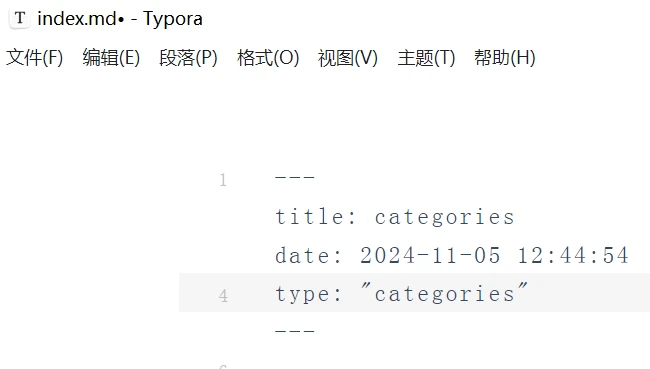 T index.md• - Typora
文件(F) 编辑(E) 段落(P) 格式(O) 视图(V) 主题(T) 帮助(H)
1 ---
title: categories
date: 2024-11-05 12:44:54
4 type: "categories"
---